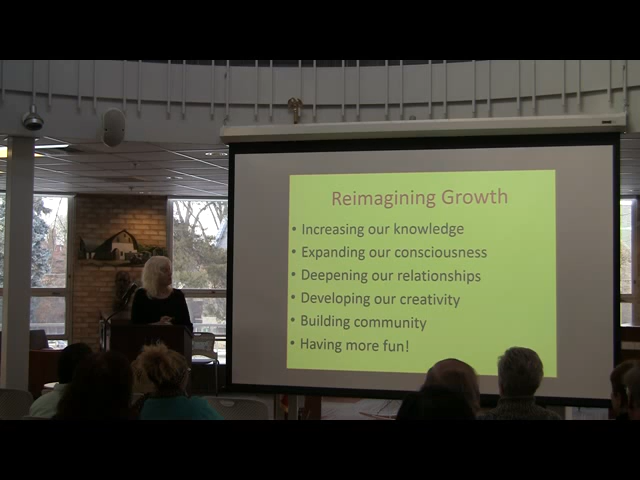 Reimagining Growth
• Increasing our knowledge
• Expanding our consciousness
• Deepening our relationships
• Developing our creativity
• Building community
• Having more fun!